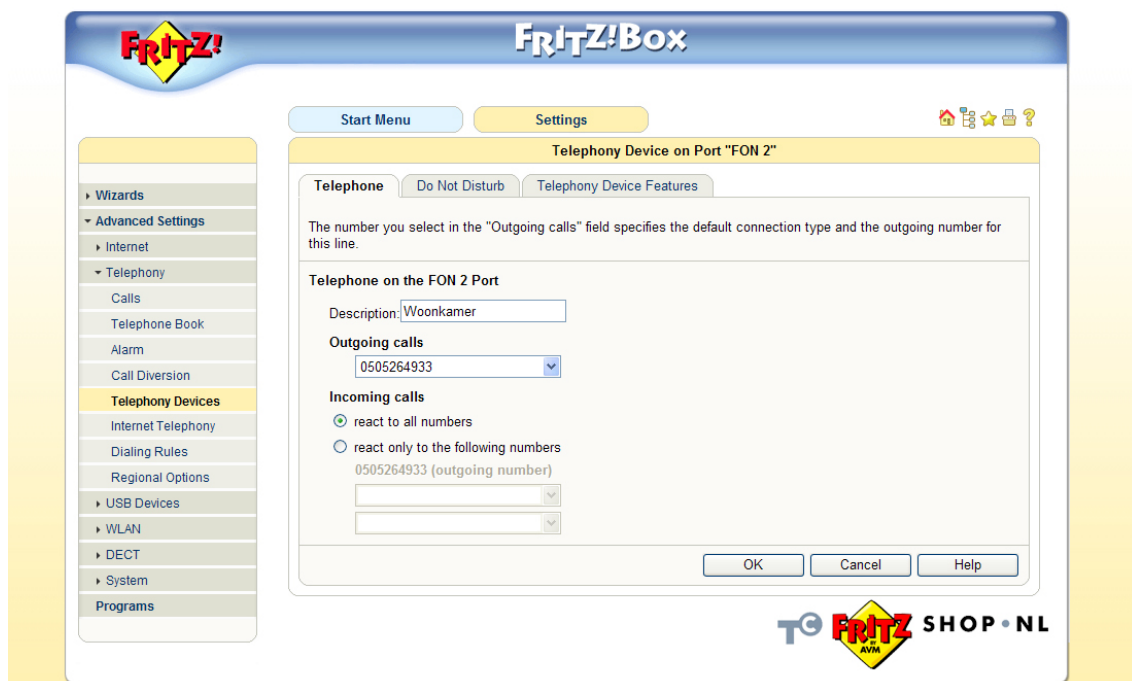 FRITZ!
FRITZ!Box
Start Menu
Settings
Telephony Device on Port "FON 2"
Wizards
Advanced Settings
Internet
Telephony
Calls
Telephone Book
Alarm
Call Diversion
Telephony Devices
Internet Telephony
Dialing Rules
Regional Options
USB Devices
WLAN
DECT
System
Programs
Telephone
Do Not Disturb
Telephony Device Features
The number you select in the "Outgoing calls" field specifies the default connection type and the outgoing number for
this line.
Telephone on the FON 2 Port
Description: Woonkamer
Outgoing calls
0505264933
Incoming calls
react to all numbers
react only to the following numbers
0505264933 (outgoing number)
OK
Cancel
Help
TC FRITZ BY AVM SHOP•NL